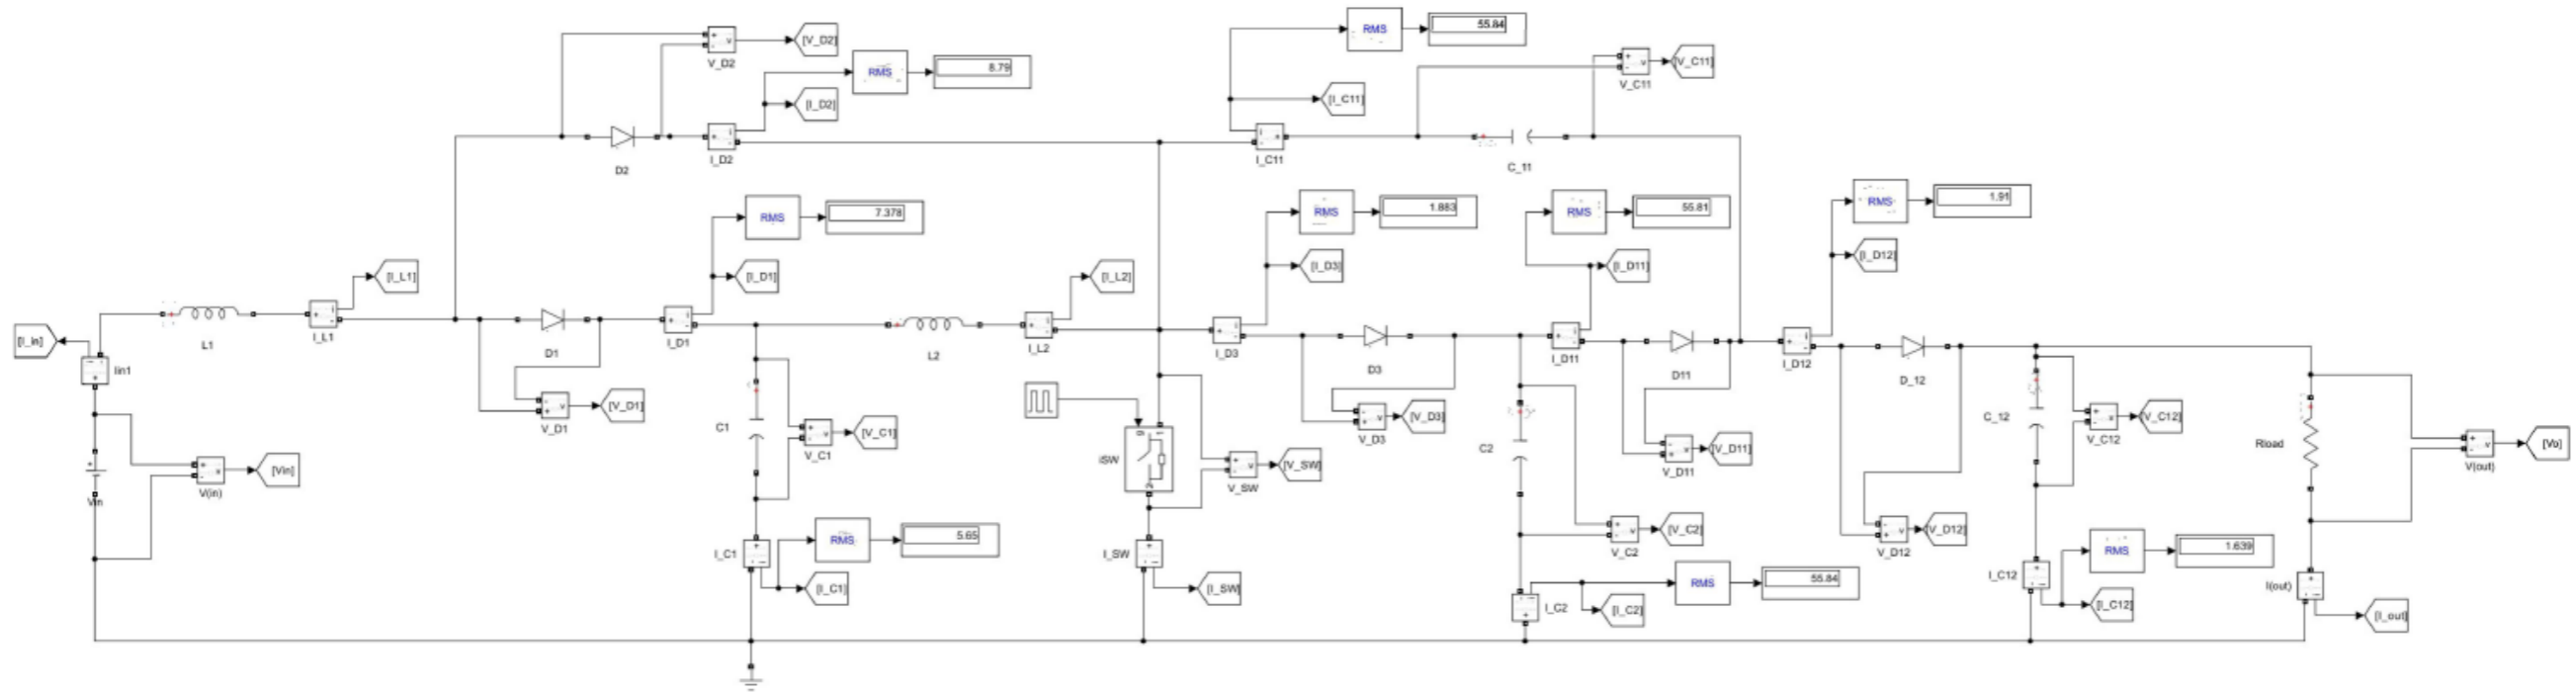 RMS
55.84
[V_D2]
V_D2
RMS
8.79
[V_C11]
V_C11
[I_D2]
[I_C11]
I_D2
D2
I_C11
C_11
RMS
7.378
RMS
1.883
RMS
55.81
RMS
1.91
[I_L1]
[I_D1]
[I_L2]
[I_D3]
[I_D11]
[I_D12]
[I_in]
Iin1
L1
I_L1
D1
I_D1
L2
I_L2
I_D3
D3
I_D11
D11
I_D12
D_12
[V_D1]
V_D1
C1
[V_C1]
V_C1
[V_D3]
V_D3
C_12
[V_C12]
V_C12
[Vin]
V(in)
Vin
iSW
[V_SW]
V_SW
C2
[V_D11]
V_D11
Rload
[Vo]
V(out)
I_C1
RMS
5.65
[I_C1]
I_SW
[I_SW]
[V_C2]
V_C2
[V_D12]
V_D12
I_C2
RMS
55.84
[I_C2]
I_C12
RMS
1.639
[I_C12]
I(out)
[I_out]